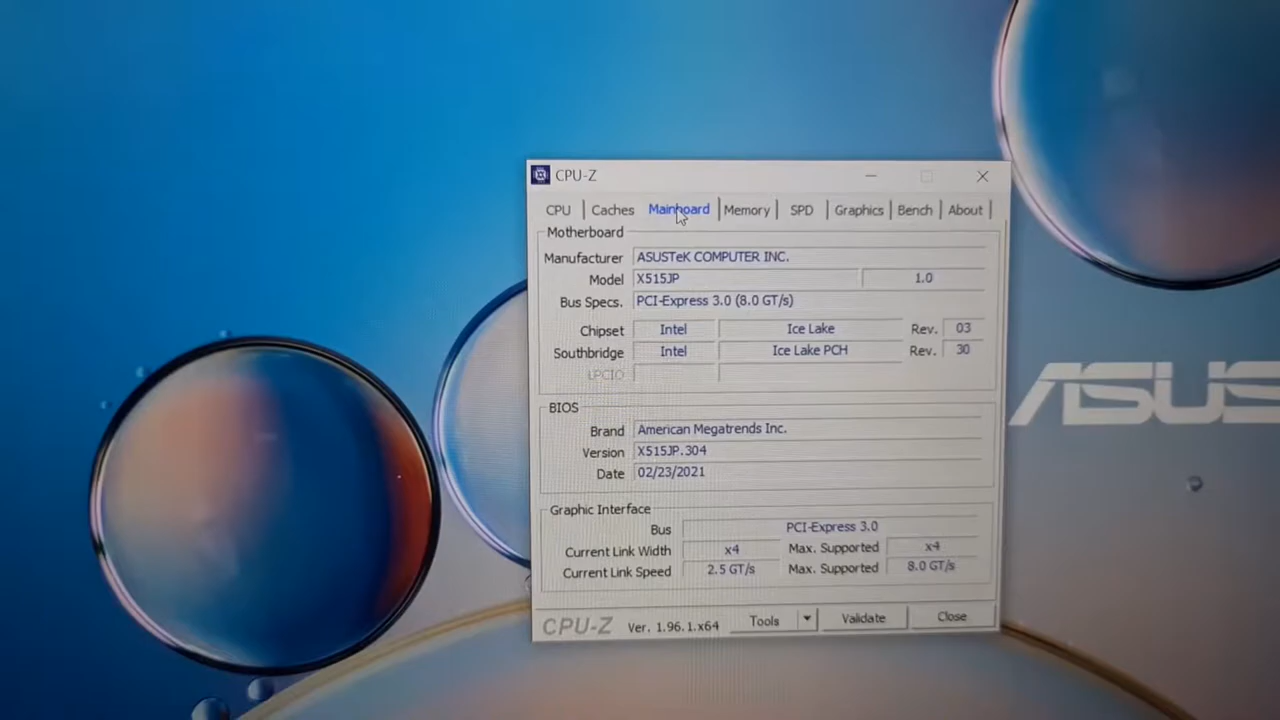 CPU-Z
CPU Caches Mainboard Memory SPD Graphics Bench About
Motherboard
Manufacturer ASUSTeK COMPUTER INC.
Model X515JP 1.0
Bus Specs. PCI-Express 3.0 (8.0 GT/s)
Chipset Intel Ice Lake Rev. 03
Southbridge Intel Ice Lake PCH Rev. 30
LPCIO
BIOS
Brand American Megatrends Inc.
Version X515JP.304
Date 02/23/2021
Graphic Interface
Bus PCI-Express 3.0
Current Link Width x4 Max. Supported x4
Current Link Speed 2.5 GT/s Max. Supported 8.0 GT/s
CPU-Z Ver. 1.96.1.x64 Tools Validate Close
ASUS